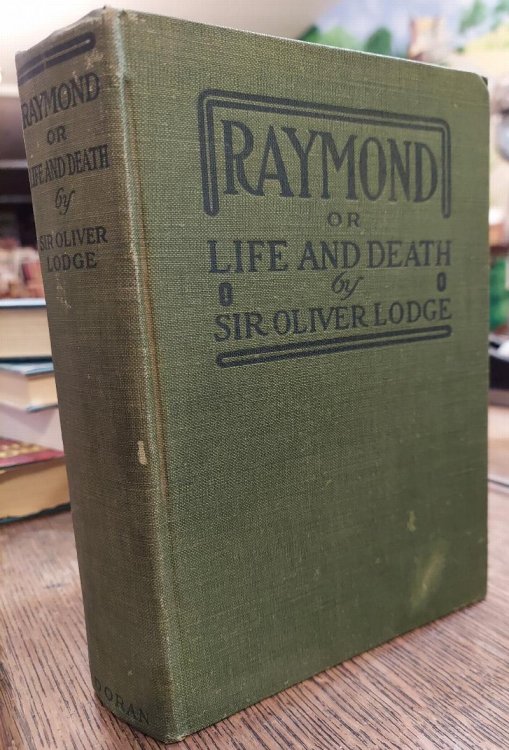 RAYMOND
OR
LIFE AND DEATH
by
SIR OLIVER
LODGE
DORAN
RAYMOND
OR
LIFE AND DEATH
by
SIR OLIVER LODGE